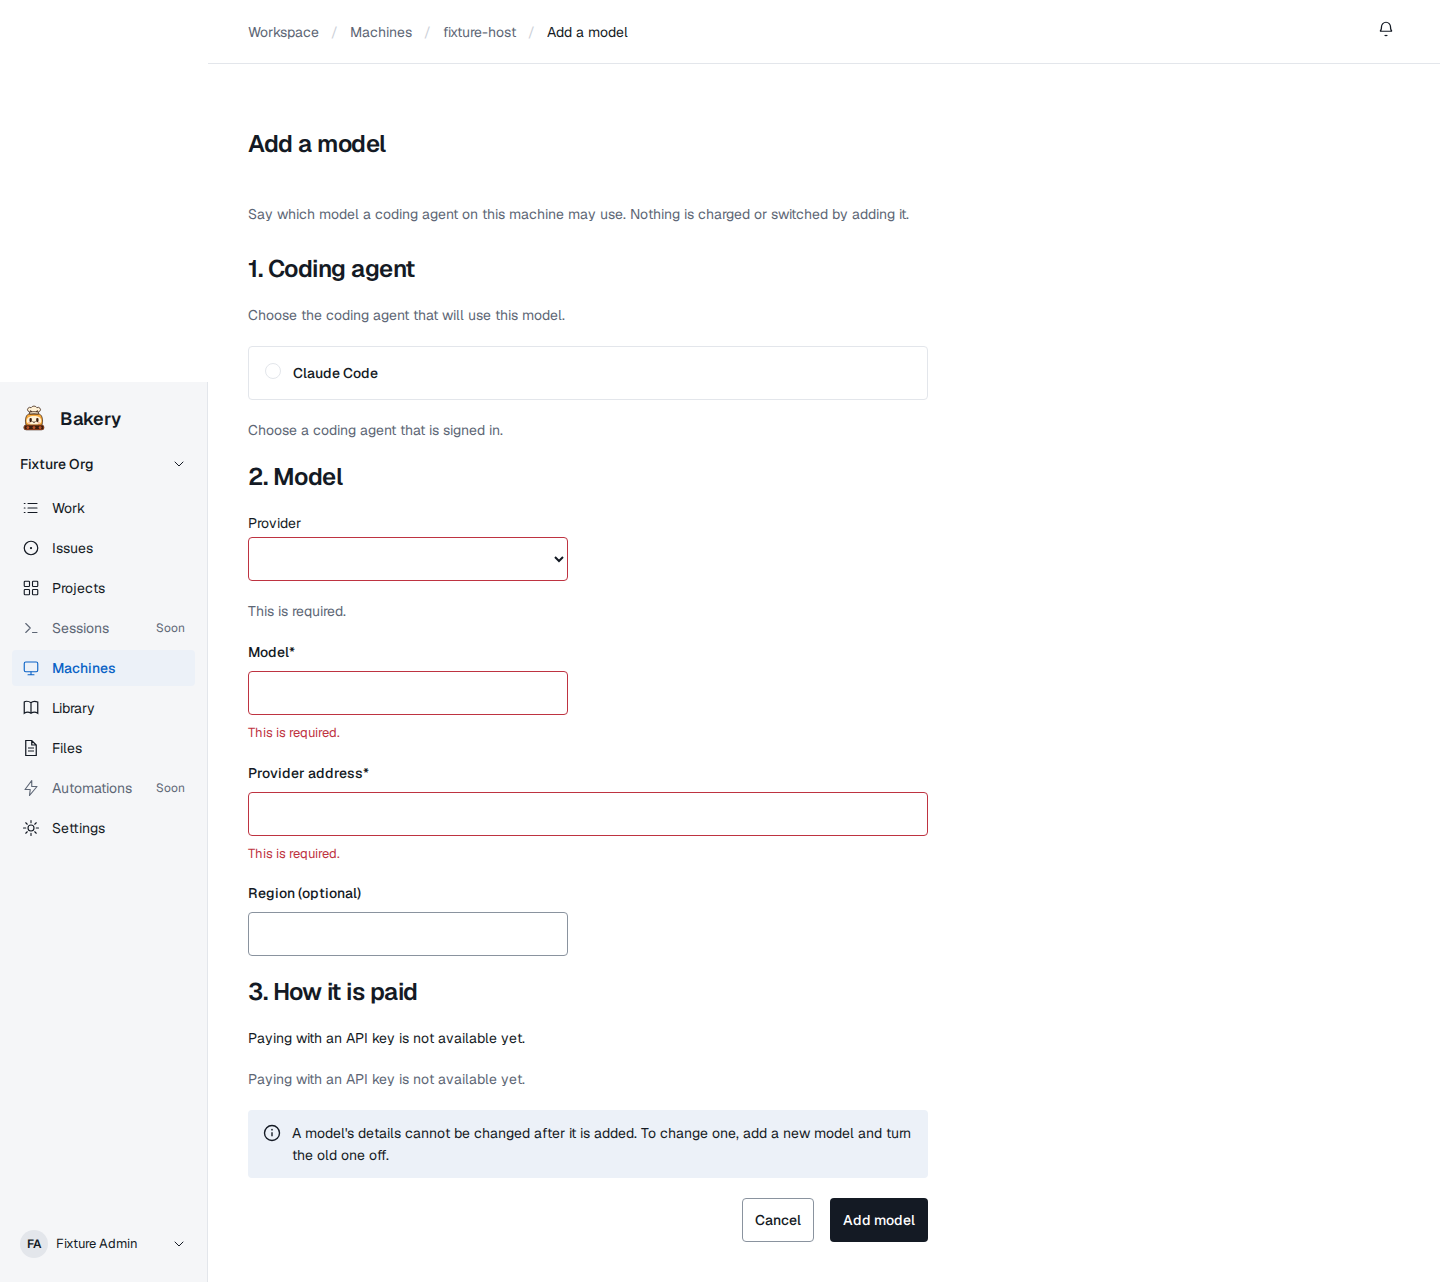 Workspace / Machines / fixture-host / Add a model
Add a model
Say which model a coding agent on this machine may use. Nothing is charged or switched by adding it.
1. Coding agent
Choose the coding agent that will use this model.
Claude Code
Choose a coding agent that is signed in.
2. Model
Provider
This is required.
Model*
This is required.
Provider address*
This is required.
Region (optional)
3. How it is paid
Paying with an API key is not available yet.
Paying with an API key is not available yet.
A model's details cannot be changed after it is added. To change one, add a new model and turn
the old one off.
Cancel
Add model
Bakery
Fixture Org
Work
Issues
Projects
Sessions Soon
Machines
Library
Files
Automations Soon
Settings
FA Fixture Admin